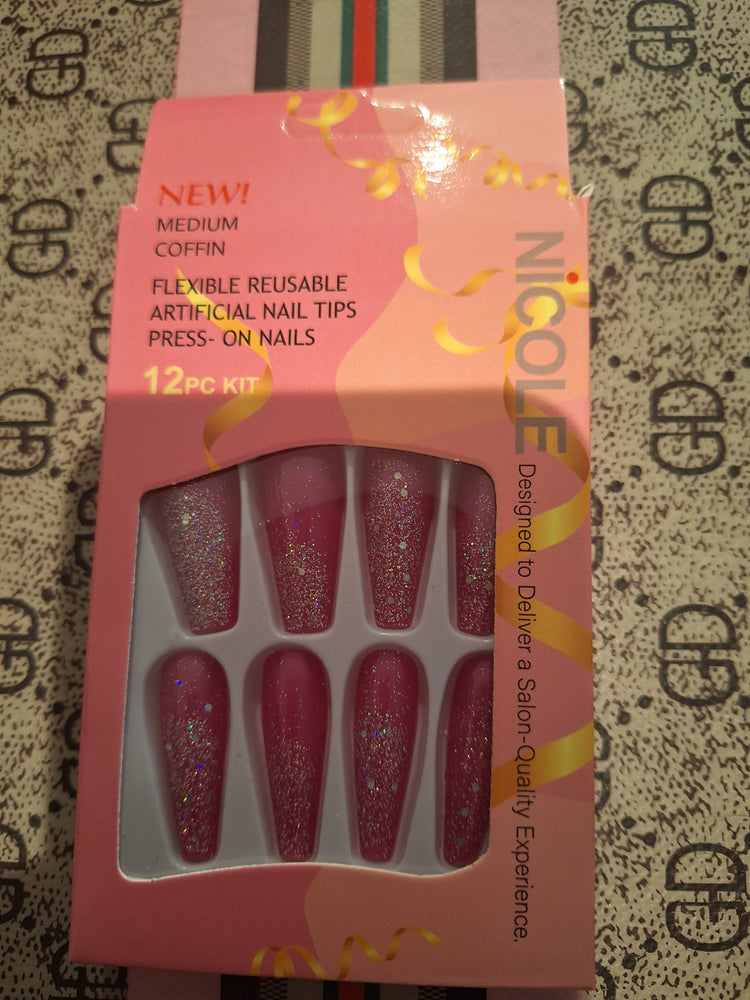 NEW!
MEDIUM
COFFIN
FLEXIBLE REUSABLE
ARTIFICIAL NAIL TIPS
PRESS- ON NAILS
12PC KIT
NiCOLE
Designed to Deliver a Salon-Quality Experience.